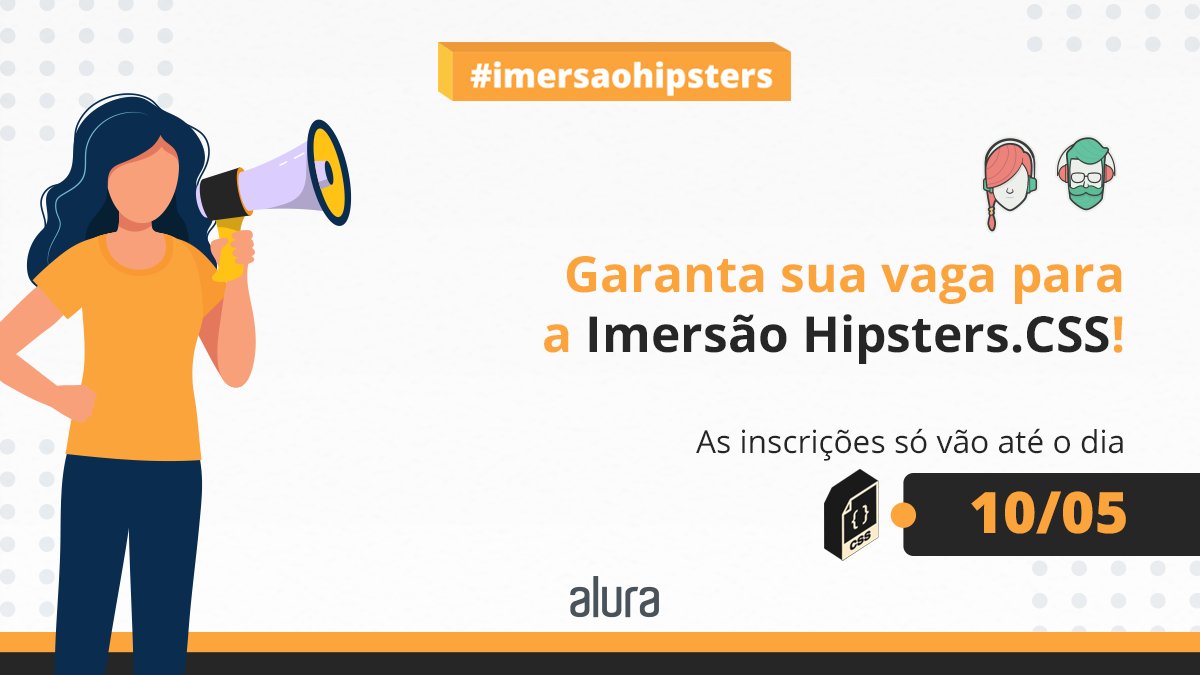 #imersaohipsters
Garanta sua vaga para
a Imersão Hipsters.CSS!
As inscrições só vão até o dia
{}
CSS
10/05
alura